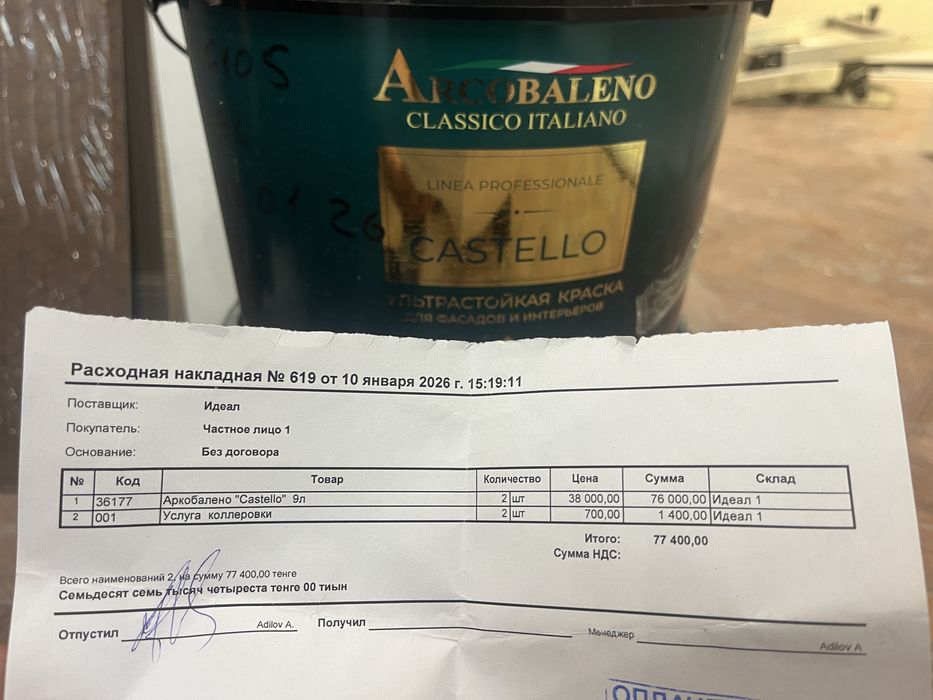 ARCOBALENO
CLASSICO ITALIANO
LINEA PROFESSIONALE
CASTELLO
УЛЬТРАСТОЙКАЯ КРАСКА
ДЛЯ ФАСАДОВ И ИНТЕРЬЕРОВ
26
Расходная накладная № 619 от 10 января 2026 г. 15:19:11
Поставщик: Идеал
Покупатель: Частное лицо 1
Основание: Без договора
№ Код Товар Количество Цена Сумма Склад
1 36177 Аркобалено "Castello" 9л 2 шт 38 000,00 76 000,00 Идеал 1
2 001 Услуга коллеровки 2 шт 700,00 1 400,00 Идеал 1
Итого: 77 400,00
Сумма НДС:
Всего наименований 2, на сумму 77 400,00 тенге
Семьдесят семь тысяч четыреста тенге 00 тиын
Отпустил Adilov A. Получил Менеджер Adilov A